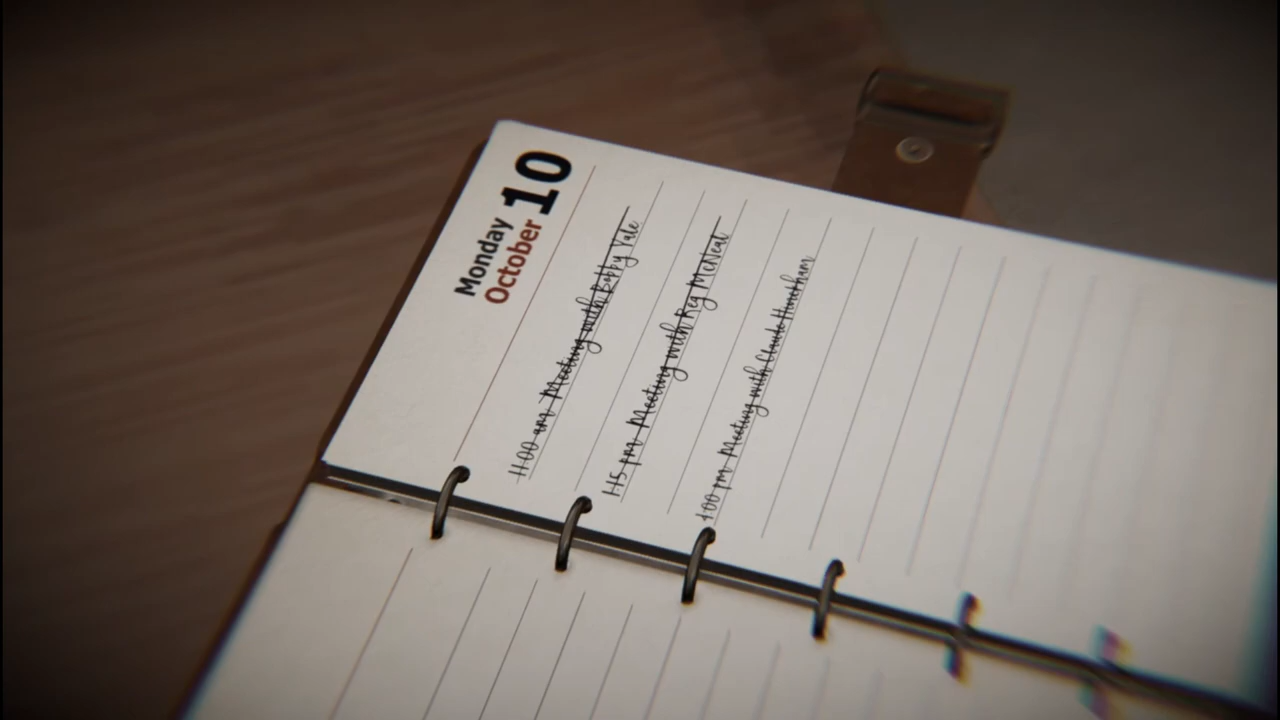 Monday
October
10
11:00 am Meeting with Bobby Yale
1:15 pm Meeting with Reg McNeal
4:00 pm Meeting with Claude